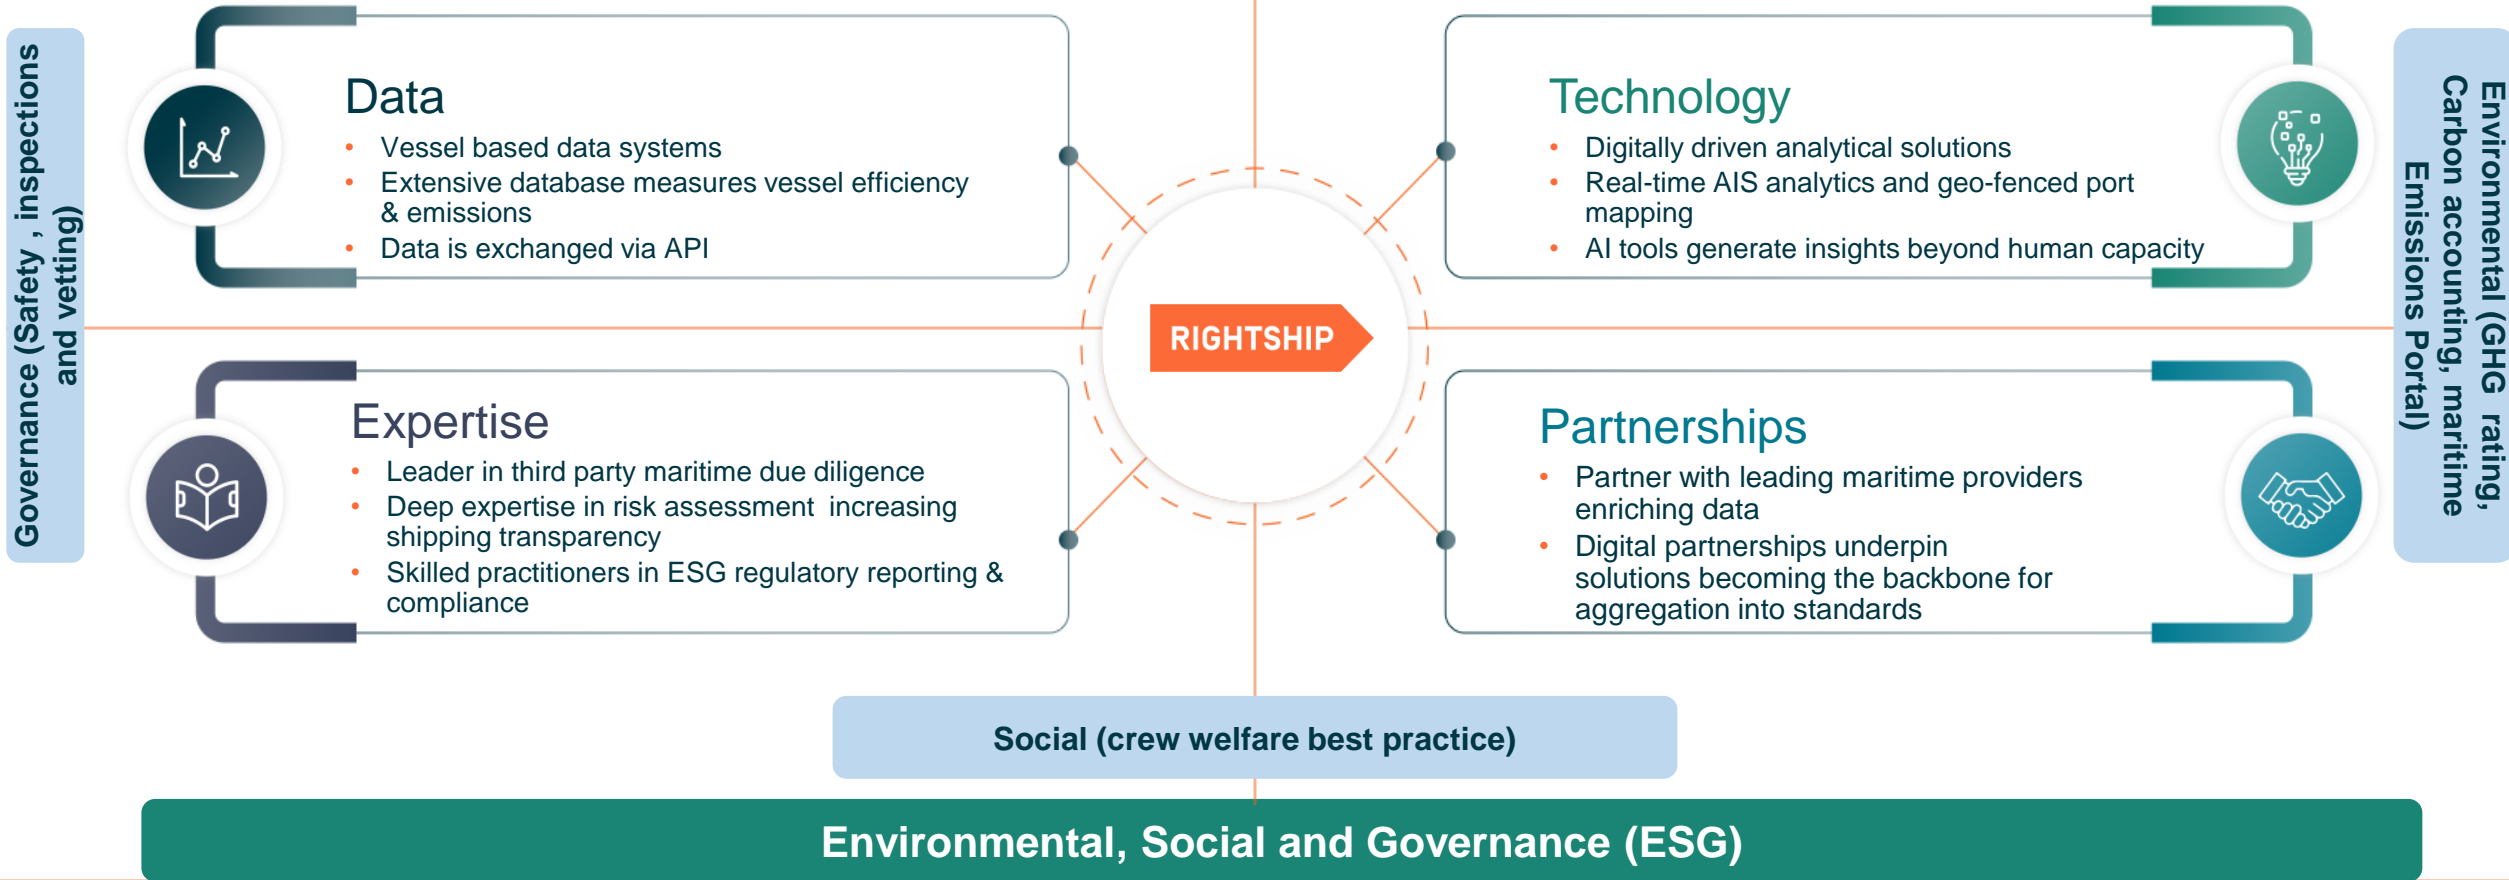 Governance (Safety , inspections
and vetting)
Data
• Vessel based data systems
• Extensive database measures vessel efficiency
& emissions
• Data is exchanged via API
Technology
• Digitally driven analytical solutions
• Real-time AIS analytics and geo-fenced port
mapping
• AI tools generate insights beyond human capacity
Environmental (GHG rating,
Carbon accounting, maritime
Emissions Portal)
RIGHTSHIP
Expertise
• Leader in third party maritime due diligence
• Deep expertise in risk assessment increasing
shipping transparency
• Skilled practitioners in ESG regulatory reporting &
compliance
Partnerships
• Partner with leading maritime providers
enriching data
• Digital partnerships underpin
solutions becoming the backbone for
aggregation into standards
Social (crew welfare best practice)
Environmental, Social and Governance (ESG)